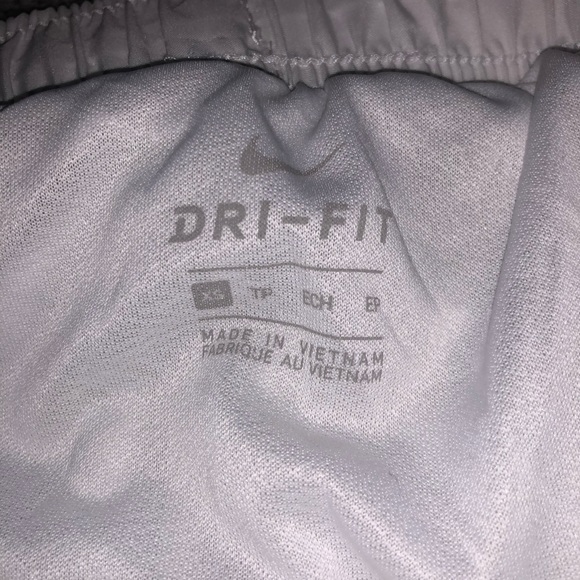 DRI-FIT
XS TP ECH EP
MADE IN VIETNAM
FABRIQUE AU VIETNAM